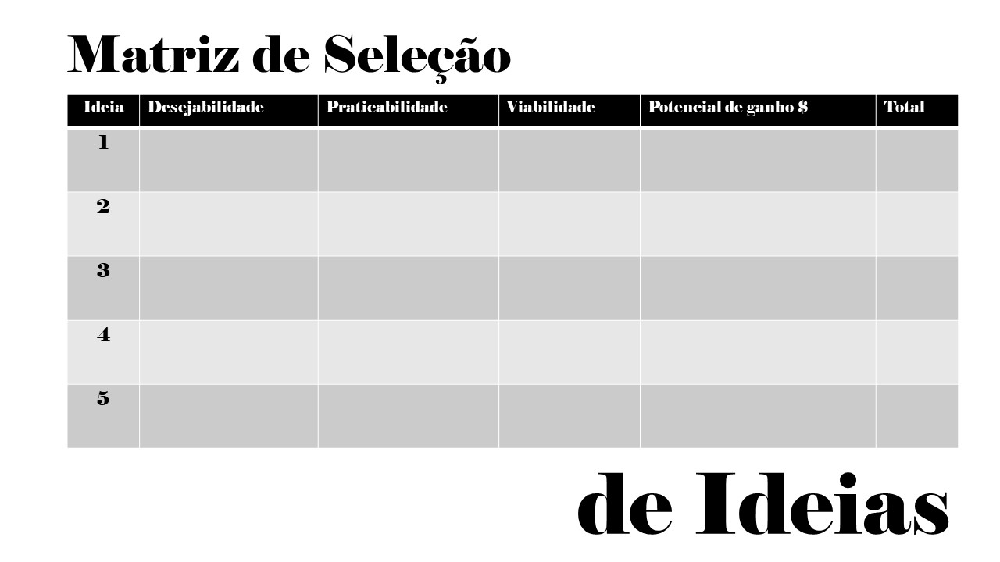 Matriz de Seleção
Ideia Desejabilidade Praticabilidade Viabilidade Potencial de ganho $ Total
1
2
3
4
5
de Ideias